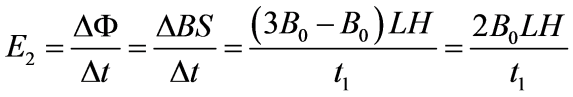 E₂ = ΔΦ/Δt = ΔBS/Δt = (3B₀ − B₀)LH/t₁ = 2B₀LH/t₁